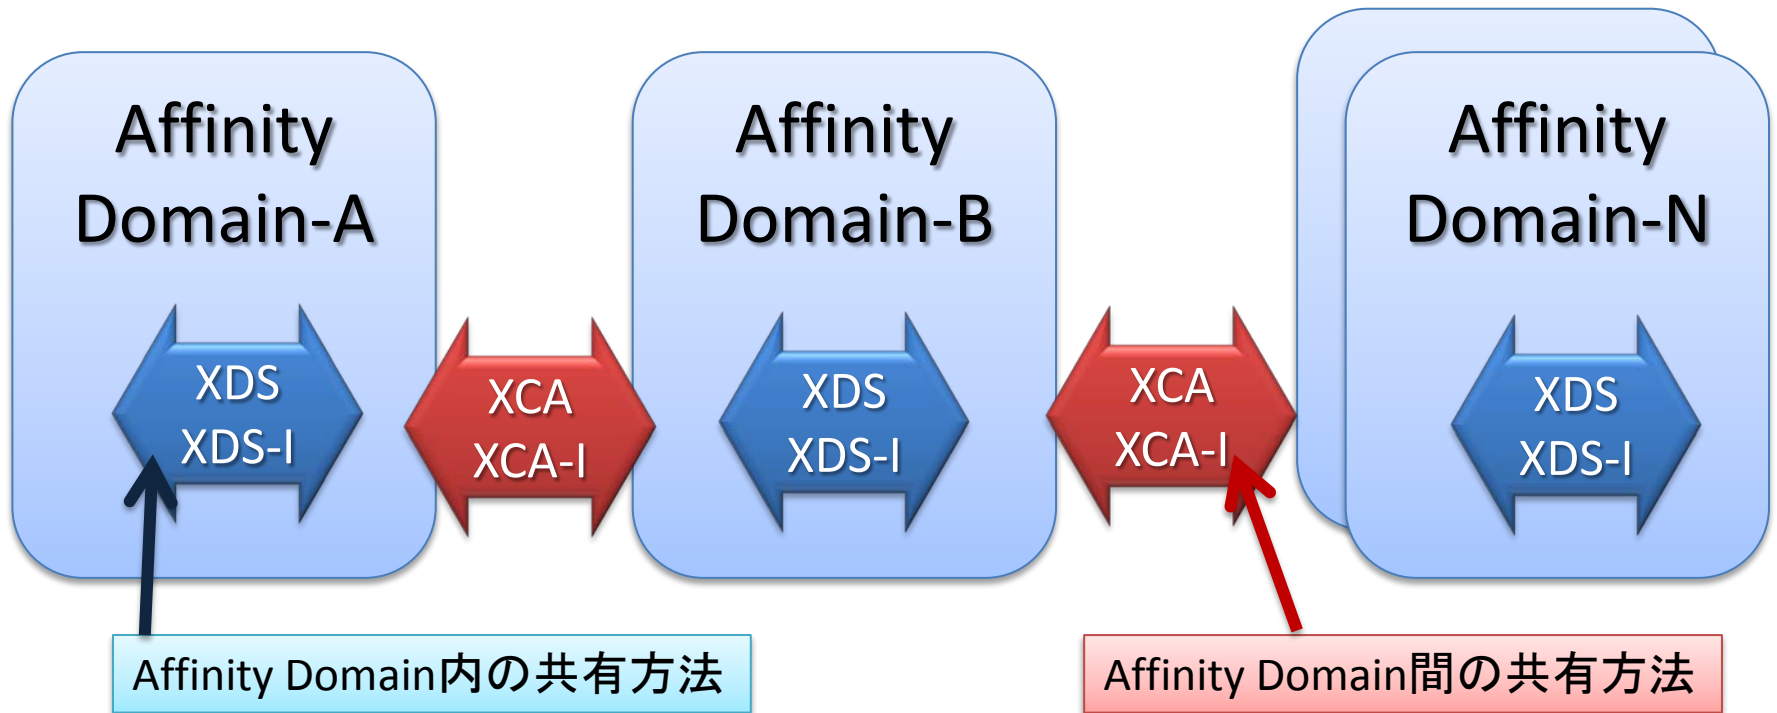 Affinity
Domain-A
Affinity
Domain-B
Affinity
Domain-N
XDS
XDS-I
XCA
XCA-I
XDS
XDS-I
XCA
XCA-I
XDS
XDS-I
Affinity Domain内の共有方法
Affinity Domain間の共有方法